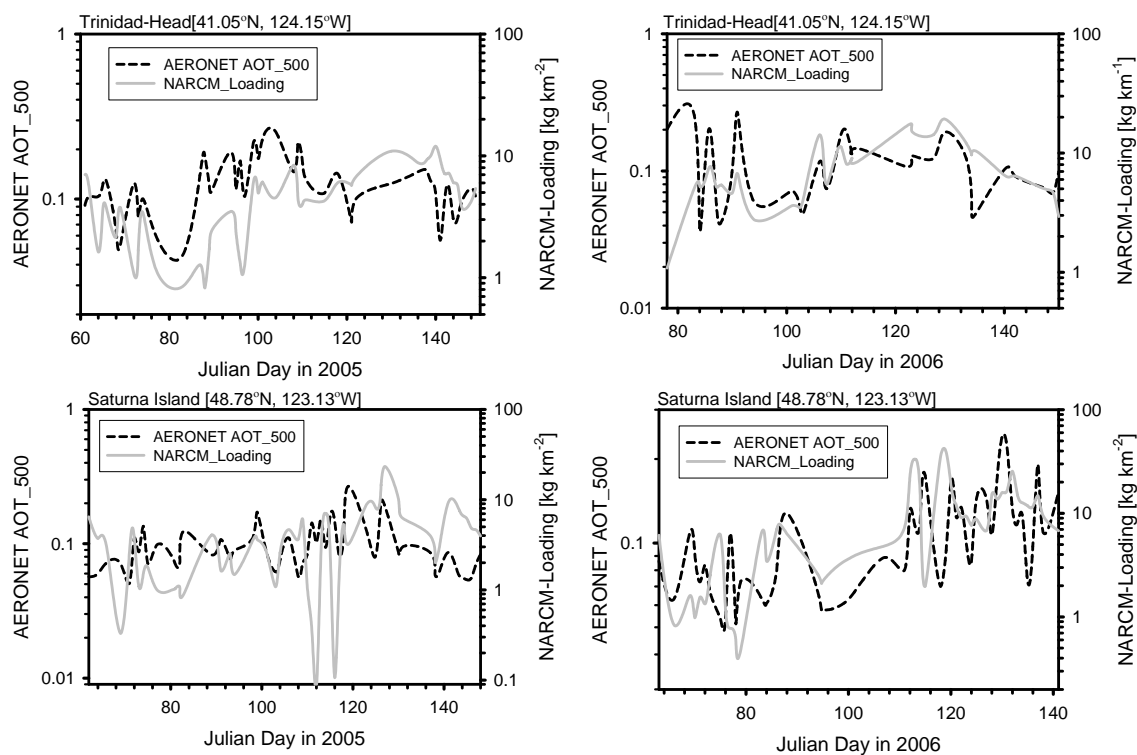 Trinidad-Head[41.05°N, 124.15°W]
1
0.1
AERONET AOT_500
AERONET AOT_500
NARCM_Loading
100
10
1
NARCM-Loading [kg km⁻²]
60 80 100 120 140
Julian Day in 2005
Trinidad-Head[41.05°N, 124.15°W]
1
0.1
0.01
AERONET AOT_500
AERONET AOT_500
NARCM_Loading
100
10
1
NARCM-Loading [kg km⁻¹]
80 100 120 140
Julian Day in 2006
Saturna Island [48.78°N, 123.13°W]
1
0.1
0.01
AERONET AOT_500
AERONET AOT_500
NARCM_Loading
100
10
1
0.1
NARCM-Loading [kg km⁻²]
80 100 120 140
Julian Day in 2005
Saturna Island [48.78°N, 123.13°W]
0.1
AERONET AOT_500
AERONET AOT_500
NARCM_Loading
100
10
1
NARCM-Loading [kg km⁻²]
80 100 120 140
Julian Day in 2006